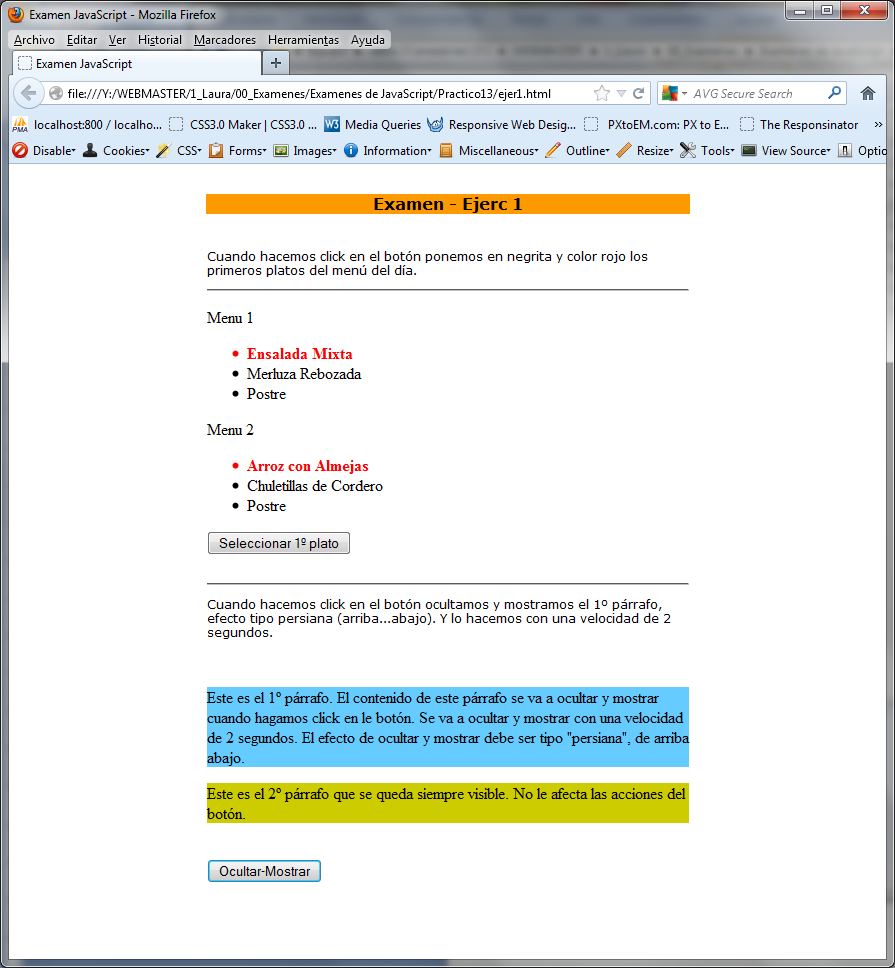 Examen JavaScript - Mozilla Firefox
Archivo Editar Ver Historial Marcadores Herramientas Ayuda
Examen JavaScript +
file:///Y:/WEBMASTER/1_Laura/00_Examenes/Examenes de JavaScript/Practico13/ejer1.html AVG Secure Search
PMA localhost:800 / localho... CSS3.0 Maker | CSS3.0 ... W3 Media Queries Responsive Web Desig... PXtoEM.com: PX to E... The Responsinator »
Disable Cookies CSS Forms Images Information Miscellaneous Outline Resize Tools View Source Optio
Examen - Ejerc 1
Cuando hacemos click en el botón ponemos en negrita y color rojo los
primeros platos del menú del día.
Menu 1
• Ensalada Mixta
• Merluza Rebozada
• Postre
Menu 2
• Arroz con Almejas
• Chuletillas de Cordero
• Postre
Seleccionar 1º plato
Cuando hacemos click en el botón ocultamos y mostramos el 1º párrafo,
efecto tipo persiana (arriba...abajo). Y lo hacemos con una velocidad de 2
segundos.
Este es el 1º párrafo. El contenido de este párrafo se va a ocultar y mostrar
cuando hagamos click en le botón. Se va a ocultar y mostrar con una velocidad
de 2 segundos. El efecto de ocultar y mostrar debe ser tipo "persiana", de arriba
abajo.
Este es el 2º párrafo que se queda siempre visible. No le afecta las acciones del
botón.
Ocultar-Mostrar